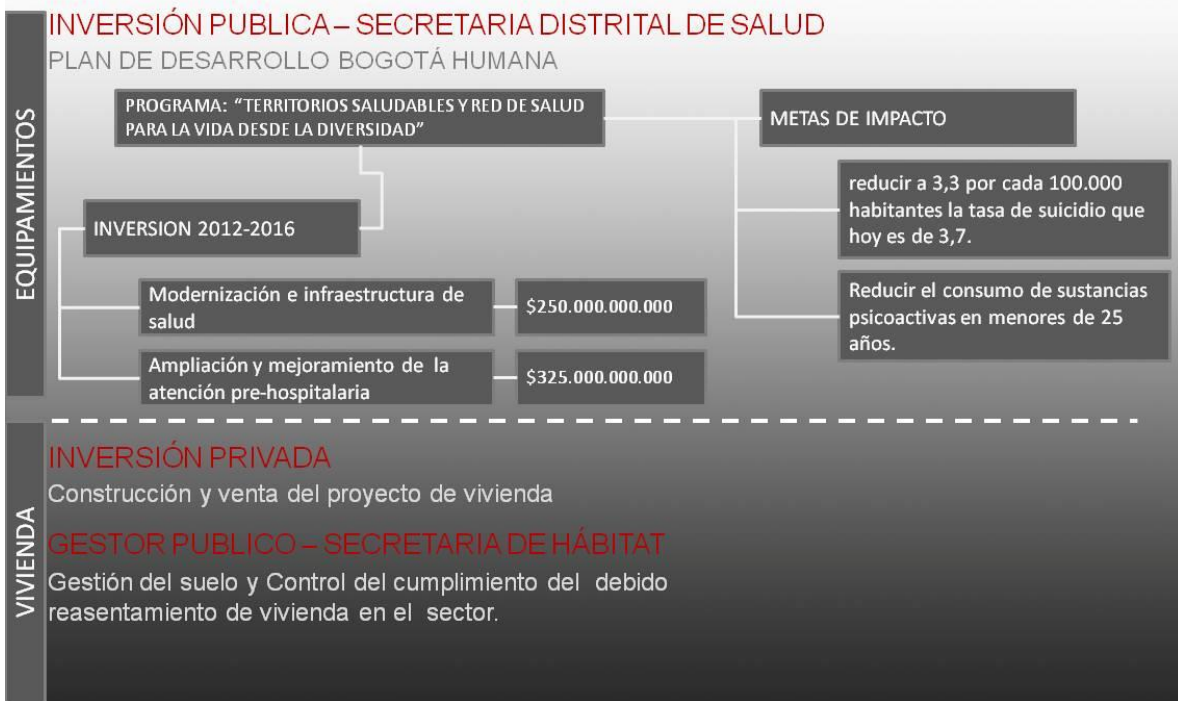 INVERSIÓN PUBLICA – SECRETARIA DISTRITAL DE SALUD
PLAN DE DESARROLLO BOGOTÁ HUMANA
EQUIPAMIENTOS
PROGRAMA: “TERRITORIOS SALUDABLES Y RED DE SALUD
PARA LA VIDA DESDE LA DIVERSIDAD”
METAS DE IMPACTO
reducir a 3,3 por cada 100.000
habitantes la tasa de suicidio que
hoy es de 3,7.
Reducir el consumo de sustancias
psicoactivas en menores de 25
años.
INVERSION 2012-2016
Modernización e infraestructura de
salud
$250.000.000.000
Ampliación y mejoramiento de la
atención pre-hospitalaria
$325.000.000.000
VIVIENDA
INVERSIÓN PRIVADA
Construcción y venta del proyecto de vivienda
GESTOR PUBLICO – SECRETARIA DE HÁBITAT
Gestión del suelo y Control del cumplimiento del debido
reasentamiento de vivienda en el sector.